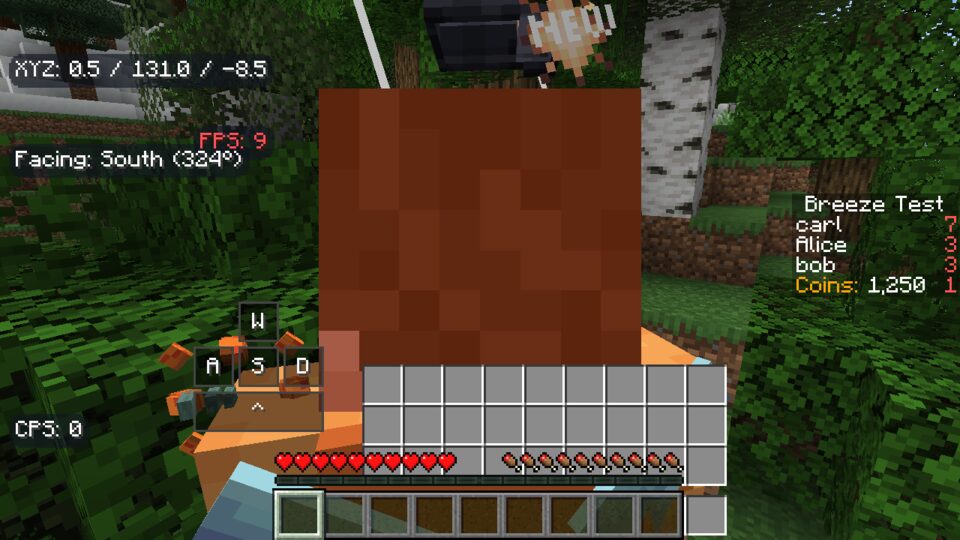 MEDI
XYZ: 0.5 / 131.0 / -8.5
FPS: 9
Facing: South (324°)
Breeze Test
carl 7
Alice 3
bob 3
Coins: 1,250 1
W
A S D
^
CPS: 0